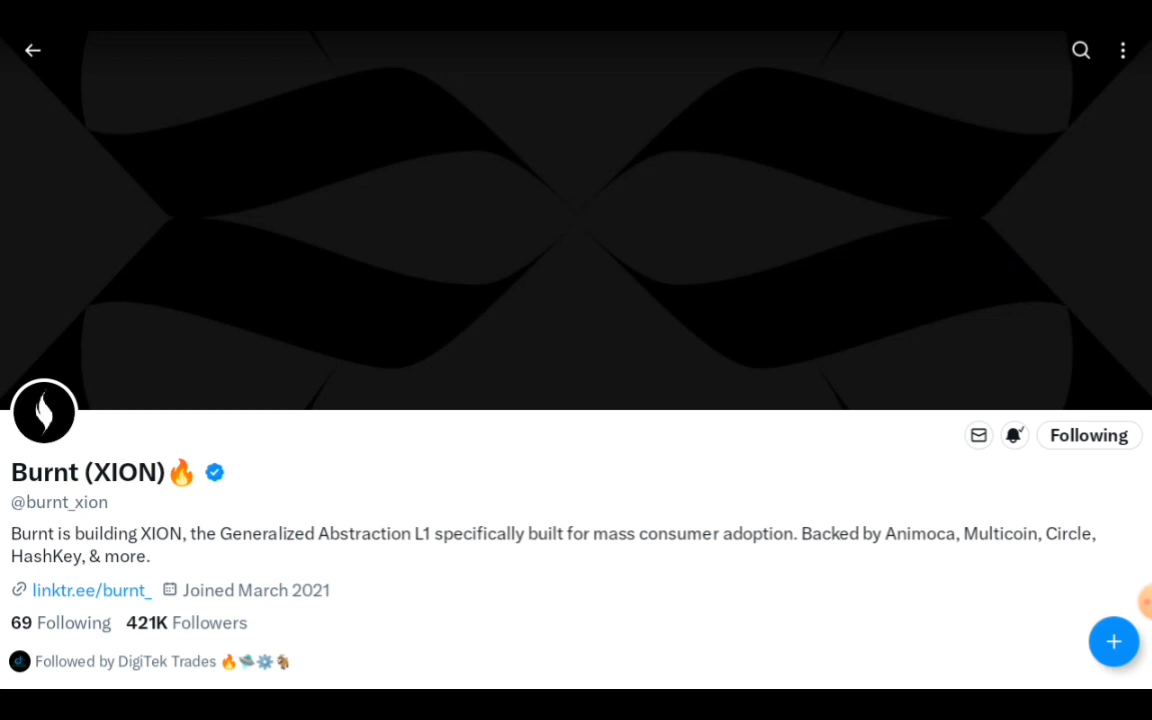 Following
Burnt (XION)🔥
@burnt_xion
Burnt is building XION, the Generalized Abstraction L1 specifically built for mass consumer adoption. Backed by Animoca, Multicoin, Circle,
HashKey, & more.
linktr.ee/burnt_ Joined March 2021
69 Following 421K Followers
Followed by DigiTek Trades 🔥🛸⚙️🐐